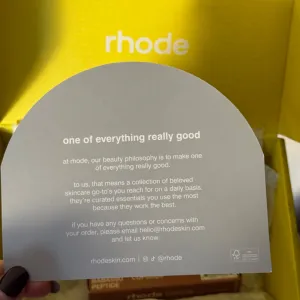 rhode
one of everything really good
at rhode, our beauty philosophy is to make one
of everything really good.
to us, that means a collection of beloved
skincare go-to's you reach for on a daily basis.
they're curated essentials you use the most
because they work the best.
if you have any questions or concerns with
your order, please email hello@rhodeskin.com
and let us know.
rhodeskin.com | @rhode
PEPTIDE